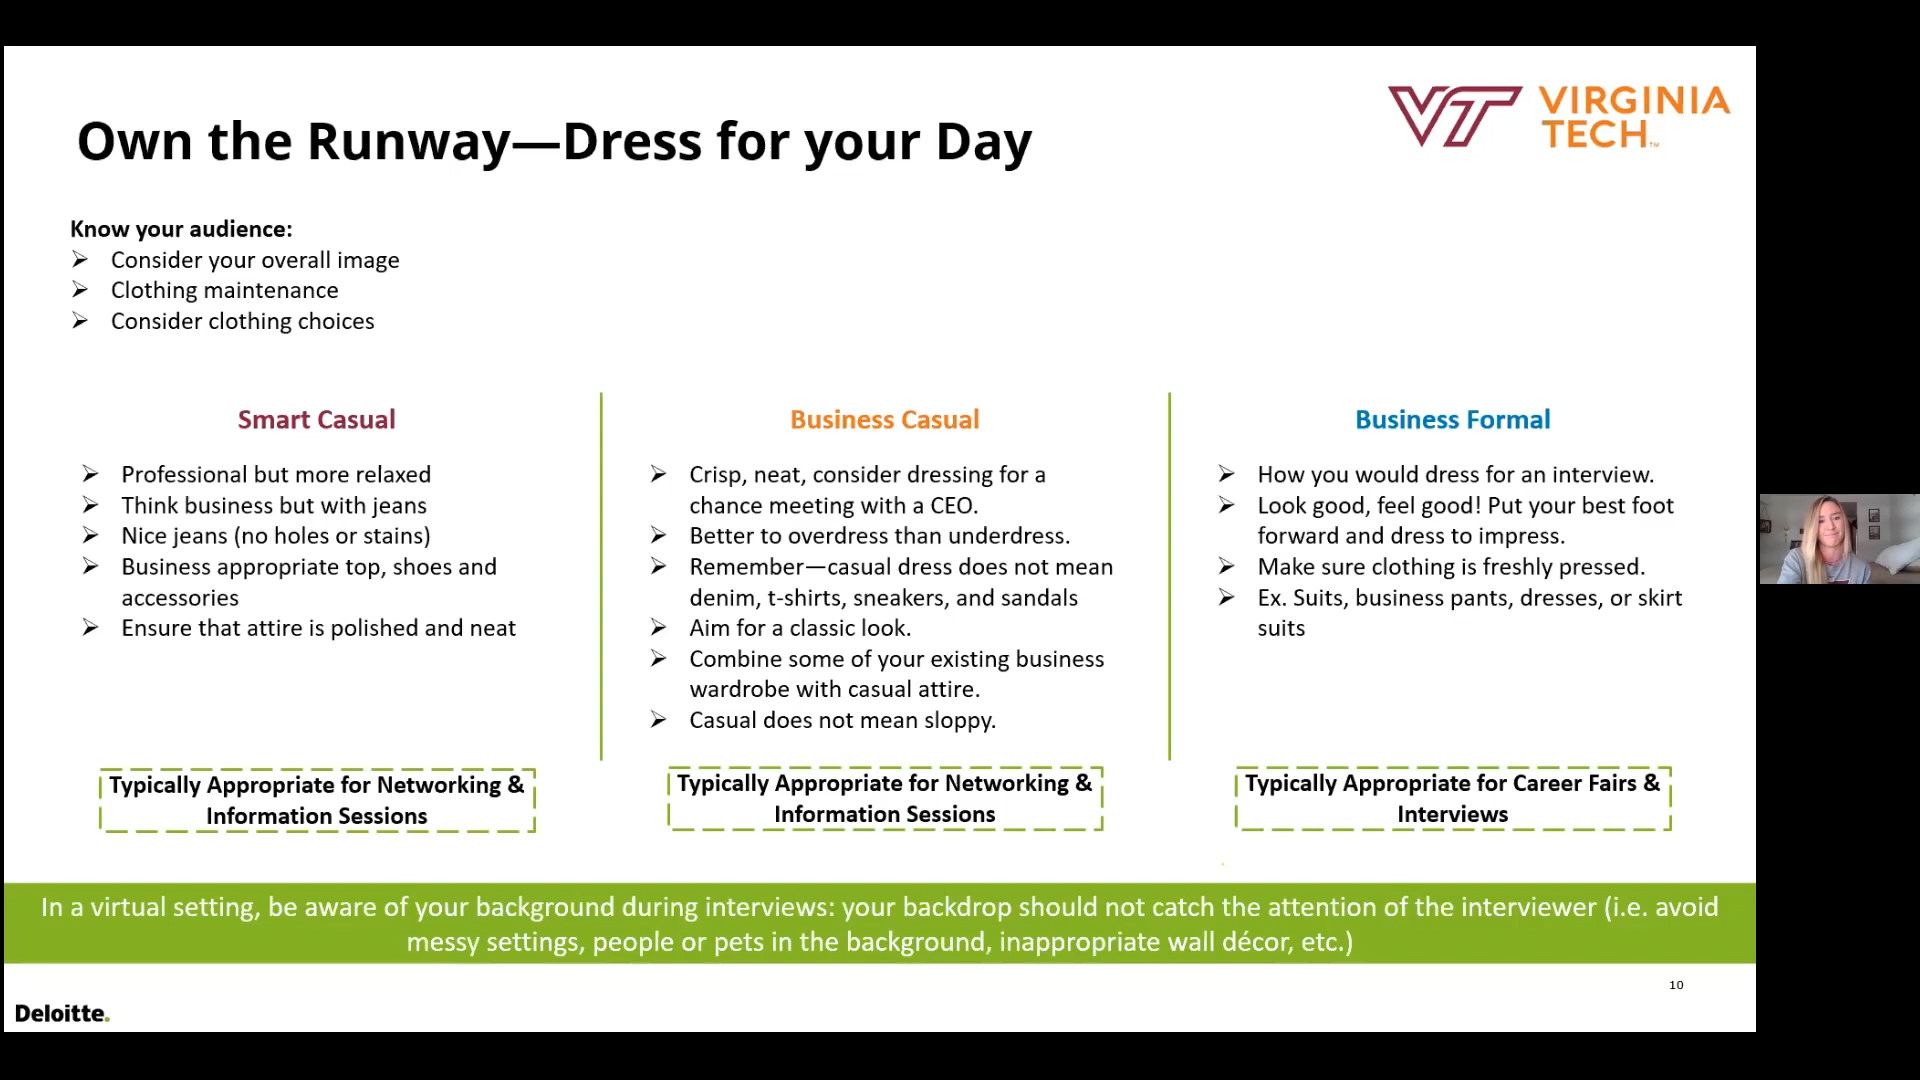 VT VIRGINIA
TECH™
Own the Runway—Dress for your Day
Know your audience:
➢ Consider your overall image
➢ Clothing maintenance
➢ Consider clothing choices
Smart Casual
➢ Professional but more relaxed
➢ Think business but with jeans
➢ Nice jeans (no holes or stains)
➢ Business appropriate top, shoes and
accessories
➢ Ensure that attire is polished and neat
Typically Appropriate for Networking &
Information Sessions
Business Casual
➢ Crisp, neat, consider dressing for a
chance meeting with a CEO.
➢ Better to overdress than underdress.
➢ Remember—casual dress does not mean
denim, t-shirts, sneakers, and sandals
➢ Aim for a classic look.
➢ Combine some of your existing business
wardrobe with casual attire.
➢ Casual does not mean sloppy.
Typically Appropriate for Networking &
Information Sessions
Business Formal
➢ How you would dress for an interview.
➢ Look good, feel good! Put your best foot
forward and dress to impress.
➢ Make sure clothing is freshly pressed.
➢ Ex. Suits, business pants, dresses, or skirt
suits
Typically Appropriate for Career Fairs &
Interviews
In a virtual setting, be aware of your background during interviews: your backdrop should not catch the attention of the interviewer (i.e. avoid
messy settings, people or pets in the background, inappropriate wall décor, etc.)
10
Deloitte.